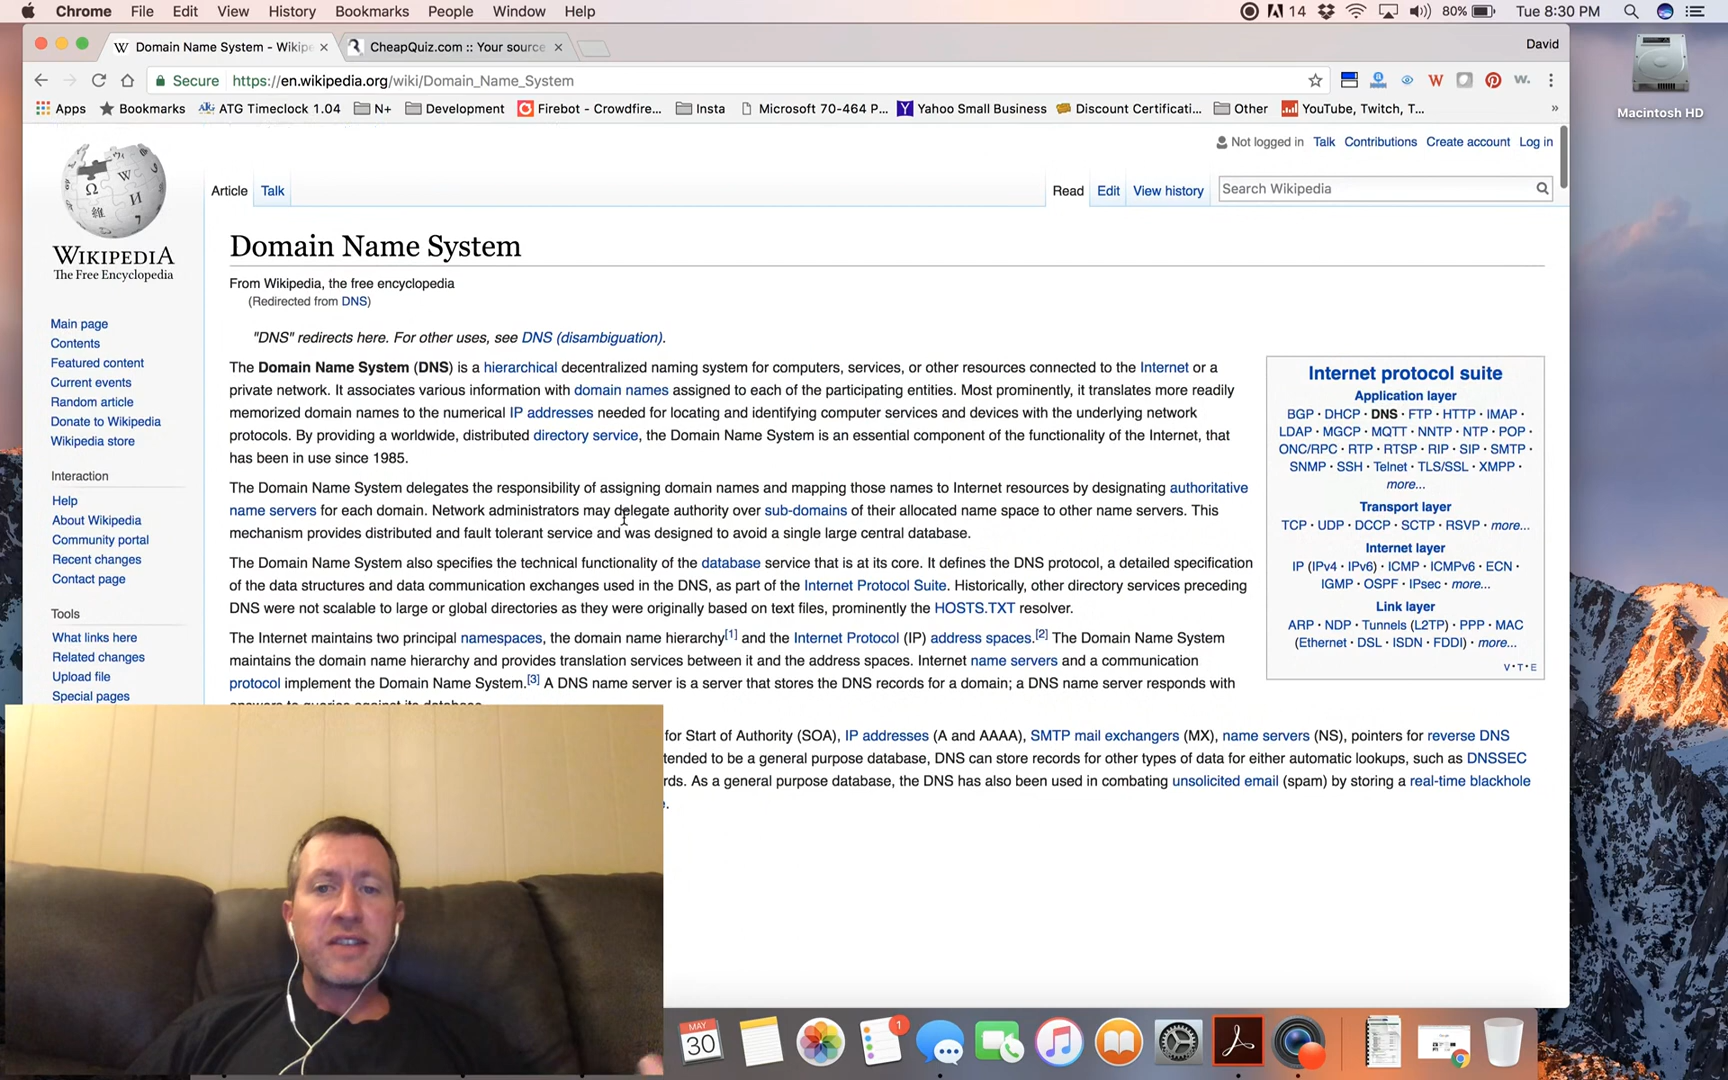 Chrome File Edit View History Bookmarks People Window Help 14 80% Tue 8:30 PM
Domain Name System - Wikipe CheapQuiz.com :: Your source David
Secure https://en.wikipedia.org/wiki/Domain_Name_System
Apps Bookmarks ATG Timeclock 1.04 N+ Development Firebot - Crowdfire... Insta Microsoft 70-464 P... Yahoo Small Business Discount Certificati... Other YouTube, Twitch, T... »
Macintosh HD
Not logged in Talk Contributions Create account Log in
Article Talk Read Edit View history Search Wikipedia
WIKIPEDIA
The Free Encyclopedia
Main page
Contents
Featured content
Current events
Random article
Donate to Wikipedia
Wikipedia store
Interaction
Help
About Wikipedia
Community portal
Recent changes
Contact page
Tools
What links here
Related changes
Upload file
Special pages
Domain Name System
From Wikipedia, the free encyclopedia
(Redirected from DNS)
"DNS" redirects here. For other uses, see DNS (disambiguation).
The Domain Name System (DNS) is a hierarchical decentralized naming system for computers, services, or other resources connected to the Internet or a
private network. It associates various information with domain names assigned to each of the participating entities. Most prominently, it translates more readily
memorized domain names to the numerical IP addresses needed for locating and identifying computer services and devices with the underlying network
protocols. By providing a worldwide, distributed directory service, the Domain Name System is an essential component of the functionality of the Internet, that
has been in use since 1985.
The Domain Name System delegates the responsibility of assigning domain names and mapping those names to Internet resources by designating authoritative
name servers for each domain. Network administrators may delegate authority over sub-domains of their allocated name space to other name servers. This
mechanism provides distributed and fault tolerant service and was designed to avoid a single large central database.
The Domain Name System also specifies the technical functionality of the database service that is at its core. It defines the DNS protocol, a detailed specification
of the data structures and data communication exchanges used in the DNS, as part of the Internet Protocol Suite. Historically, other directory services preceding
DNS were not scalable to large or global directories as they were originally based on text files, prominently the HOSTS.TXT resolver.
The Internet maintains two principal namespaces, the domain name hierarchy[1] and the Internet Protocol (IP) address spaces.[2] The Domain Name System
maintains the domain name hierarchy and provides translation services between it and the address spaces. Internet name servers and a communication
protocol implement the Domain Name System.[3] A DNS name server is a server that stores the DNS records for a domain; a DNS name server responds with
answers to queries against its database.
for Start of Authority (SOA), IP addresses (A and AAAA), SMTP mail exchangers (MX), name servers (NS), pointers for reverse DNS
tended to be a general purpose database, DNS can store records for other types of data for either automatic lookups, such as DNSSEC
rds. As a general purpose database, the DNS has also been used in combating unsolicited email (spam) by storing a real-time blackhole
e.
Internet protocol suite
Application layer
BGP · DHCP · DNS · FTP · HTTP · IMAP ·
LDAP · MGCP · MQTT · NNTP · NTP · POP ·
ONC/RPC · RTP · RTSP · RIP · SIP · SMTP ·
SNMP · SSH · Telnet · TLS/SSL · XMPP ·
more...
Transport layer
TCP · UDP · DCCP · SCTP · RSVP · more...
Internet layer
IP (IPv4 · IPv6) · ICMP · ICMPv6 · ECN ·
IGMP · OSPF · IPsec · more...
Link layer
ARP · NDP · Tunnels (L2TP) · PPP · MAC
(Ethernet · DSL · ISDN · FDDI) · more...
V · T · E
MAY
30
1